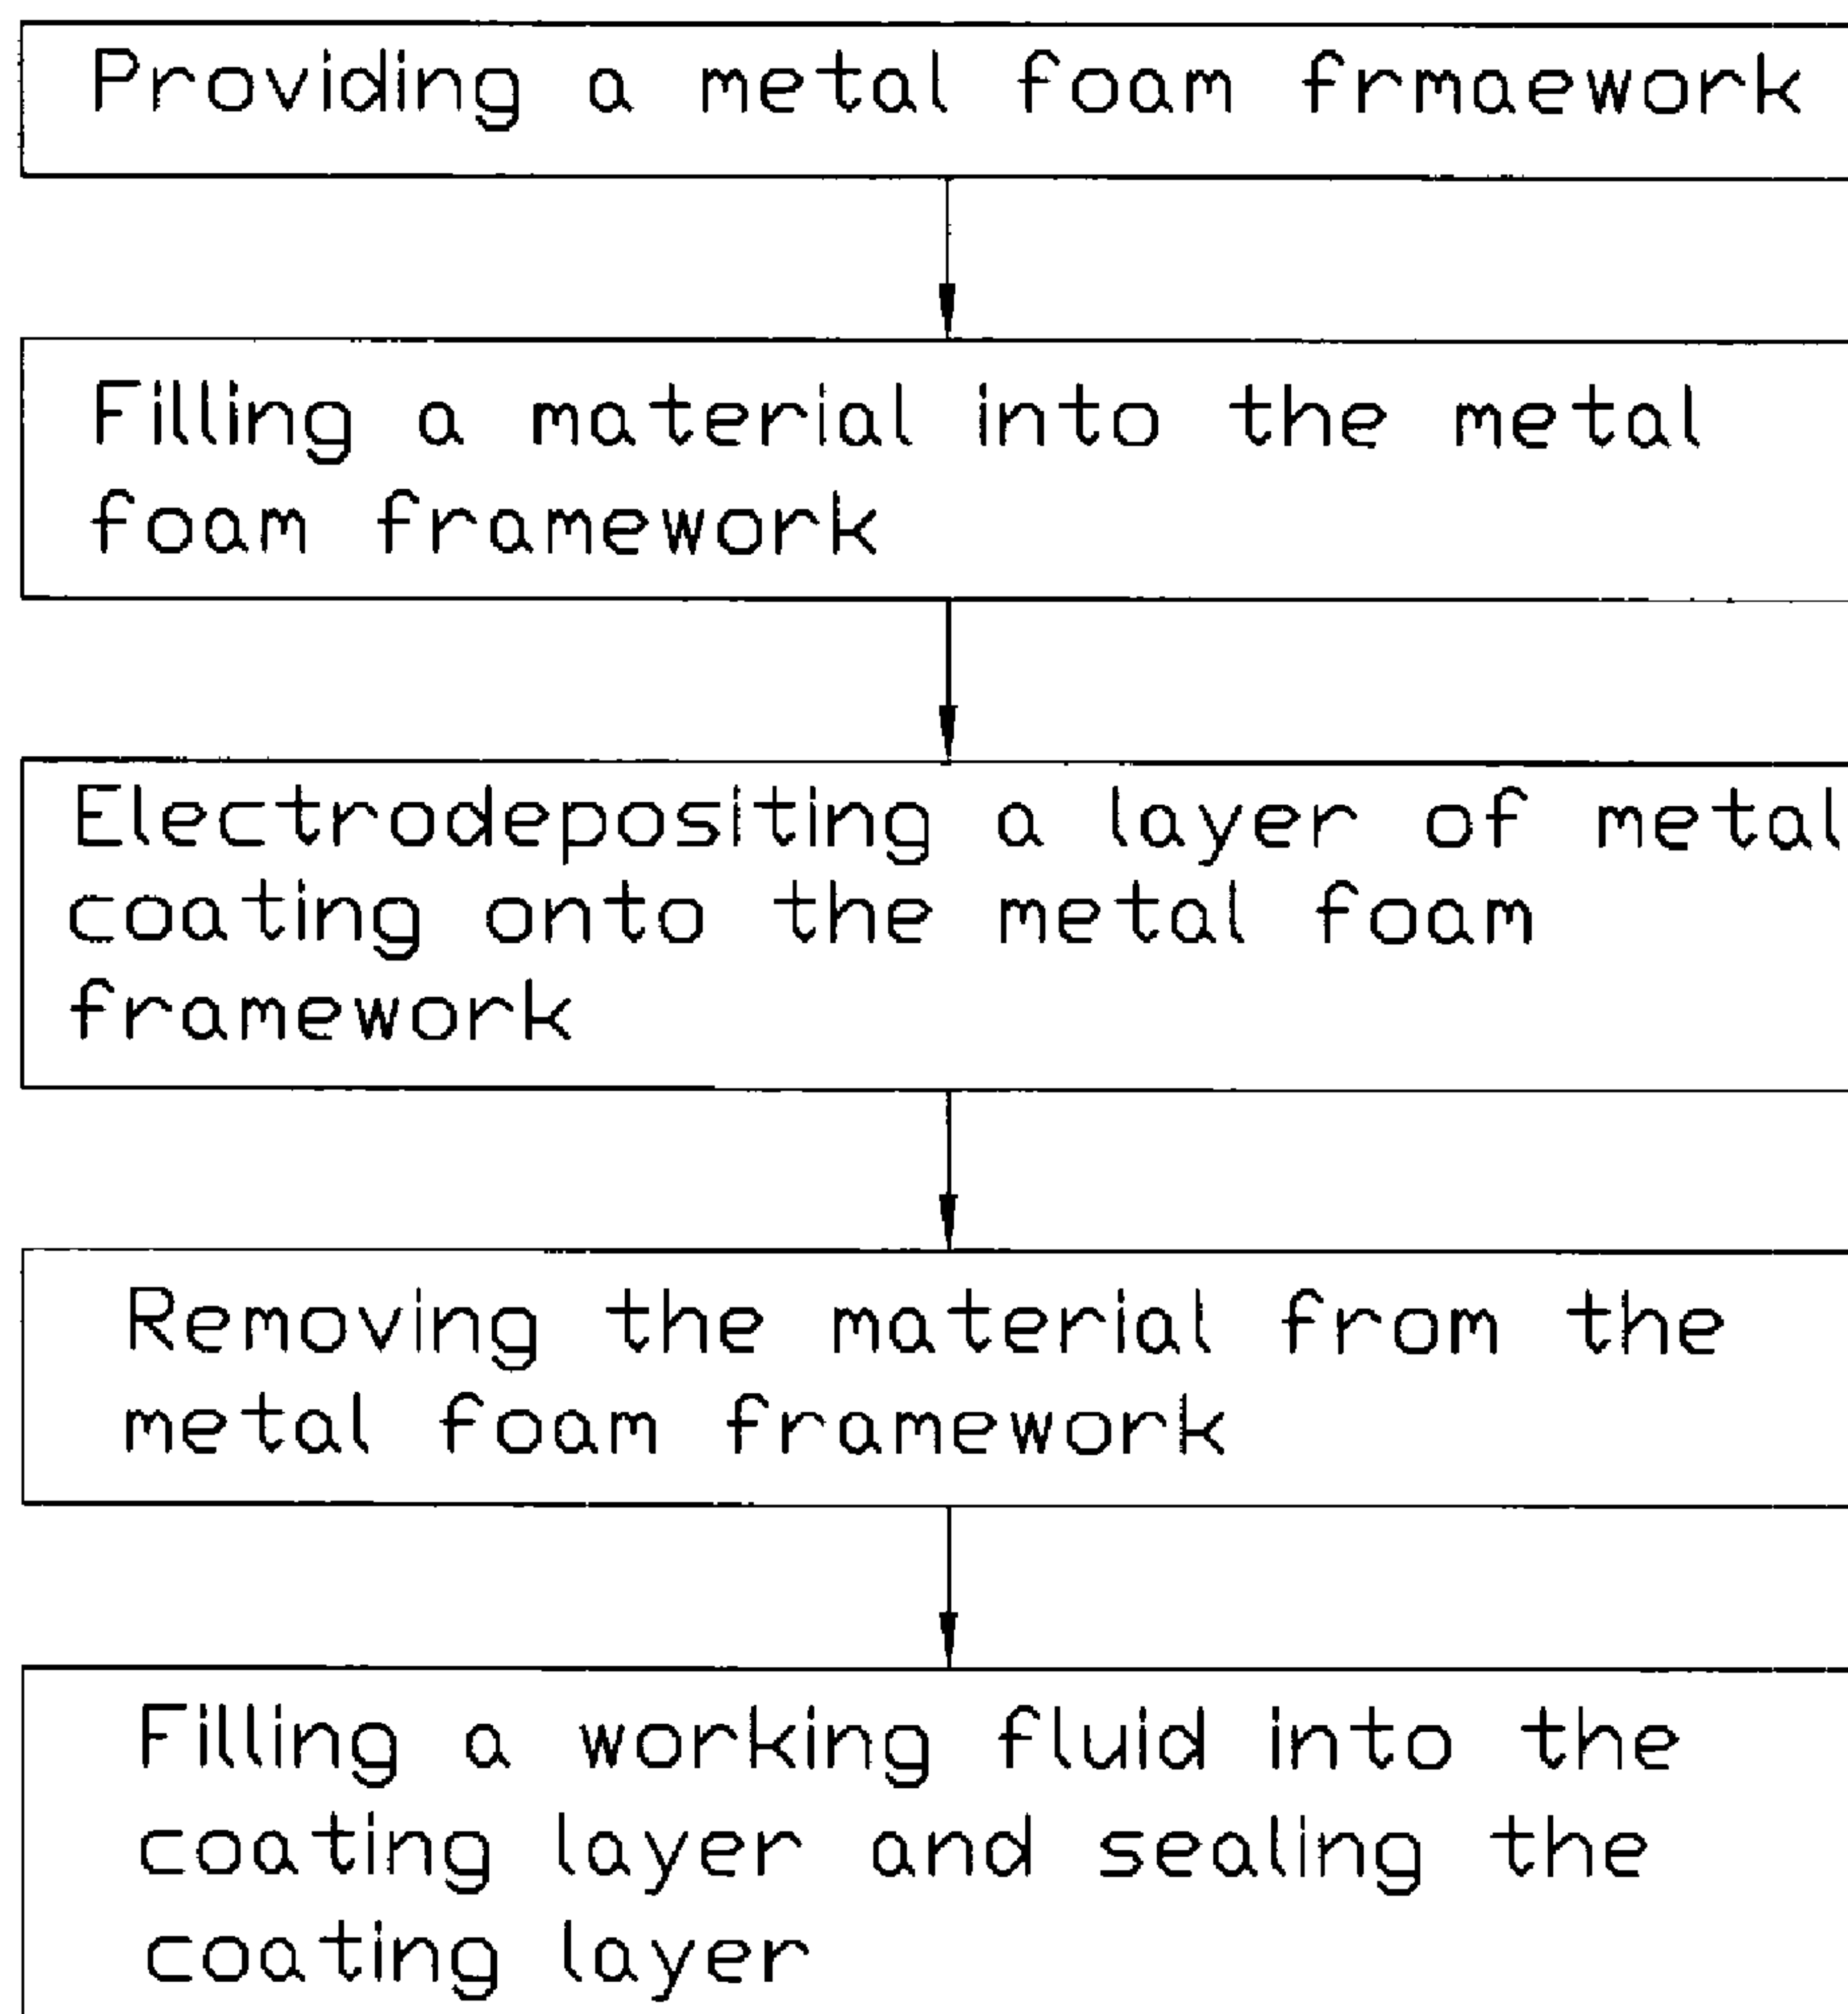 Providing a metal foam frmaework
Filling a material into the metal
foam framework
Electrodepositing a layer of metal
coating onto the metal foam
framework
Removing the material from the
metal foam framework
Filling a working fluid into the
coating layer and sealing the
coating layer